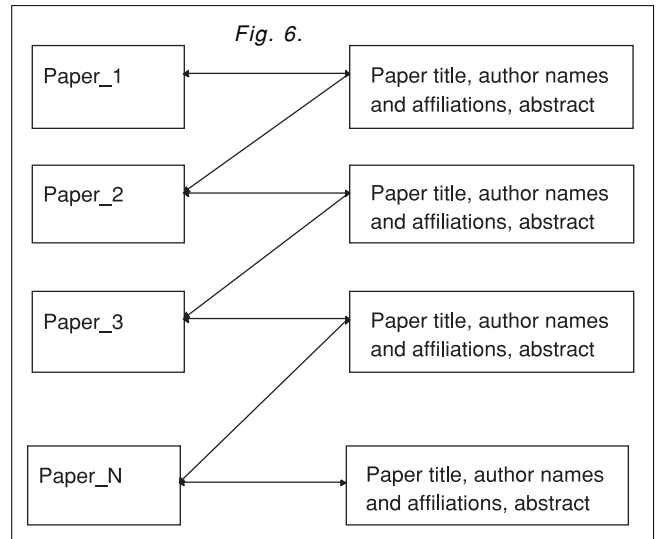 Fig. 6.
Paper_1
Paper title, author names
and affiliations, abstract
Paper_2
Paper title, author names
and affiliations, abstract
Paper_3
Paper title, author names
and affiliations, abstract
Paper_N
Paper title, author names
and affiliations, abstract